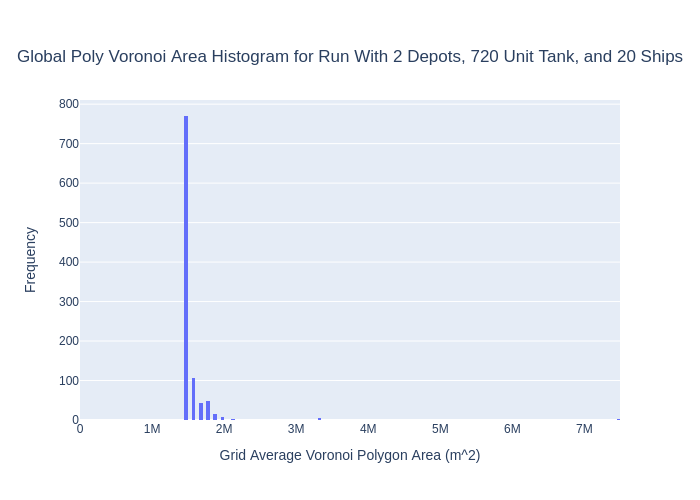 Global Poly Voronoi Area Histogram for Run With 2 Depots, 720 Unit Tank, and 20 Ships
800
700
600
500
400
300
200
100
0
0 1M 2M 3M 4M 5M 6M 7M
Frequency
Grid Average Voronoi Polygon Area (m^2)